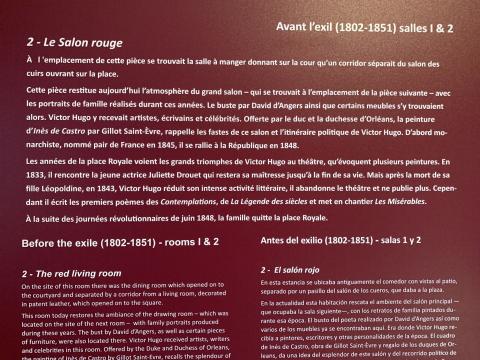 Avant l'exil (1802-1851) salles I & 2
2 - Le Salon rouge
À l 'emplacement de cette pièce se trouvait la salle à manger donnant sur la cour qu'un corridor séparait du salon des
cuirs ouvrant sur la place.
Cette pièce restitue aujourd'hui l'atmosphère du grand salon – qui se trouvait à l'emplacement de la pièce suivante – avec
les portraits de famille réalisés durant ces années. Le buste par David d'Angers ainsi que certains meubles s'y trouvaient
alors. Victor Hugo y recevait artistes, écrivains et célébrités. Offerte par le duc et la duchesse d'Orléans, la peinture
d'Inès de Castro par Gillot Saint-Èvre, rappelle les fastes de ce salon et l'itinéraire politique de Victor Hugo. D'abord mo-
narchiste, nommé pair de France en 1845, il se rallie à la République en 1848.
Les années de la place Royale voient les grands triomphes de Victor Hugo au théâtre, qu'évoquent plusieurs peintures. En
1833, il rencontre la jeune actrice Juliette Drouet qui restera sa maîtresse jusqu'à la fin de sa vie. Mais après la mort de sa
fille Léopoldine, en 1843, Victor Hugo réduit son intense activité littéraire, il abandonne le théâtre et ne publie plus. Cepen-
dant il écrit les premiers poèmes des Contemplations, de La Légende des siècles et met en chantier Les Misérables.
À la suite des journées révolutionnaires de juin 1848, la famille quitte la place Royale.
Before the exile (1802-1851) - rooms I & 2
2 - The red living room
On the site of this room there was the dining room which opened on to
the courtyard and separated by a corridor from a living room, decorated
in patent leather, which opened on to the square.
This room today restores the ambiance of the drawing room – which was
located on the site of the next room – with family portraits produced
during these years. The bust by David d'Angers, as well as certain pieces
of furniture, were also located there. Victor Hugo received artists, writers
and celebrities in this room. Offered by the Duke and Duchess of Orleans,
the painting of Inès de Castro by Gillot Saint-Evre, recalls the splendour of
Antes del exilio (1802-1851) - salas 1 y 2
2 - El salón rojo
En esta estancia se ubicaba antiguamente el comedor con vistas al patio,
separado por un pasillo del salón de los cueros, que daba a la plaza.
En la actualidad esta habitación rescata el ambiente del salón principal —
que ocupaba la sala siguiente—, con los retratos de familia pintados du-
rante esa época. El busto del poeta realizado por David d'Angers así como
varios de los muebles ya se encontraban aquí. Era donde Victor Hugo re-
cibía a pintores, escritores y otras personalidades de la época. El cuadro
de Inés de Castro, obra de Gillot Saint-Èvre y regalo de los duques de Or-
leans, da una idea del esplendor de este salón y del recorrido político de